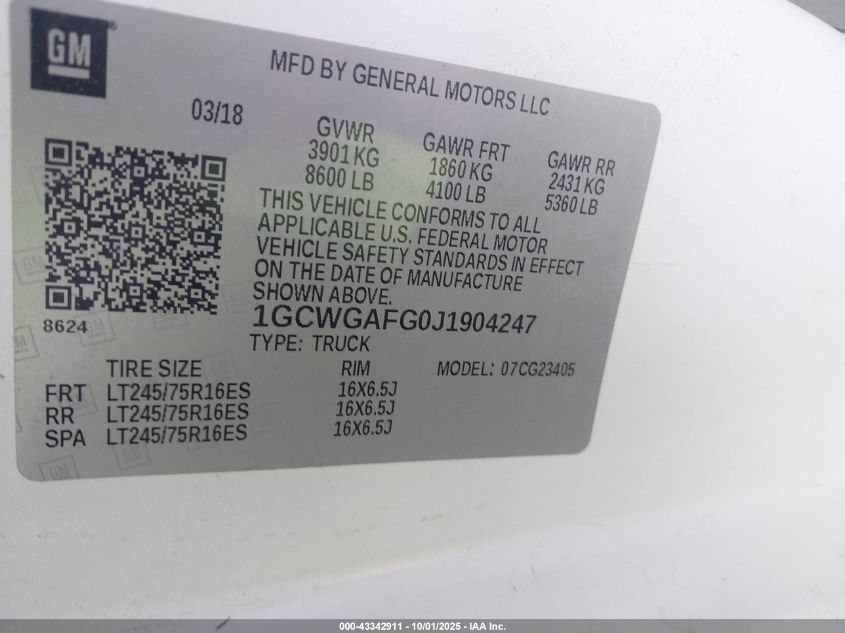 GM®
MFD BY GENERAL MOTORS LLC
03/18
GVWR GAWR FRT GAWR RR
3901 KG 1860 KG 2431 KG
8600 LB 4100 LB 5360 LB
THIS VEHICLE CONFORMS TO ALL
APPLICABLE U.S. FEDERAL MOTOR
VEHICLE SAFETY STANDARDS IN EFFECT
ON THE DATE OF MANUFACTURE
SHOWN ABOVE.
8624
1GCWGAFG0J1904247
TYPE: TRUCK
TIRE SIZE RIM MODEL: 07CG23405
FRT LT245/75R16ES 16X6.5J
RR LT245/75R16ES 16X6.5J
SPA LT245/75R16ES 16X6.5J
000-43342911 - 10/01/2025 - IAA Inc.